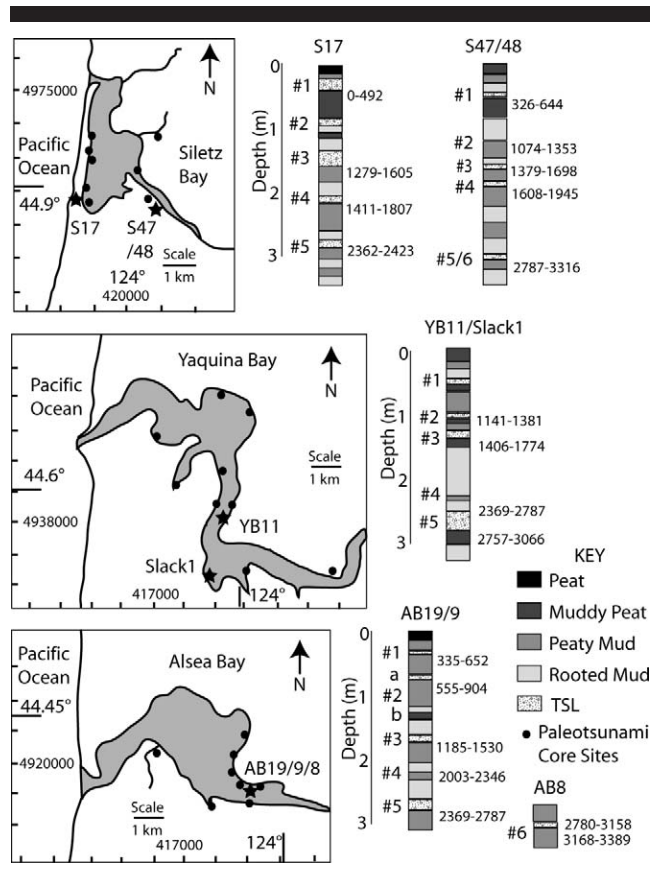 S17
S47/48
N
4975000
Pacific
Ocean
Siletz
Bay
44.9°
S17
S47
/48
Scale
1 km
124°
420000
Depth (m)
0
1
2
3
#1
#2
#3
#4
#5
0-492
1279-1605
1411-1807
2362-2423
#1
#2
#3
#4
#5/6
326-644
1074-1353
1379-1698
1608-1945
2787-3316
Yaquina Bay
Pacific
Ocean
N
Scale
1 km
44.6°
4938000
YB11
Slack1
417000
124°
YB11/Slack1
Depth (m)
0
1
2
3
#1
#2
#3
#4
#5
1141-1381
1406-1774
2369-2787
2757-3066
KEY
Peat
Muddy Peat
Peaty Mud
Rooted Mud
TSL
Paleotsunami
Core Sites
Pacific
Ocean
Alsea Bay
N
44.45°
4920000
AB19/9/8
Scale
1 km
417000
124°
AB19/9
Depth (m)
0
1
2
3
#1
a
#2
b
#3
#4
#5
335-652
555-904
1185-1530
2003-2346
2369-2787
AB8
#6
2780-3158
3168-3389